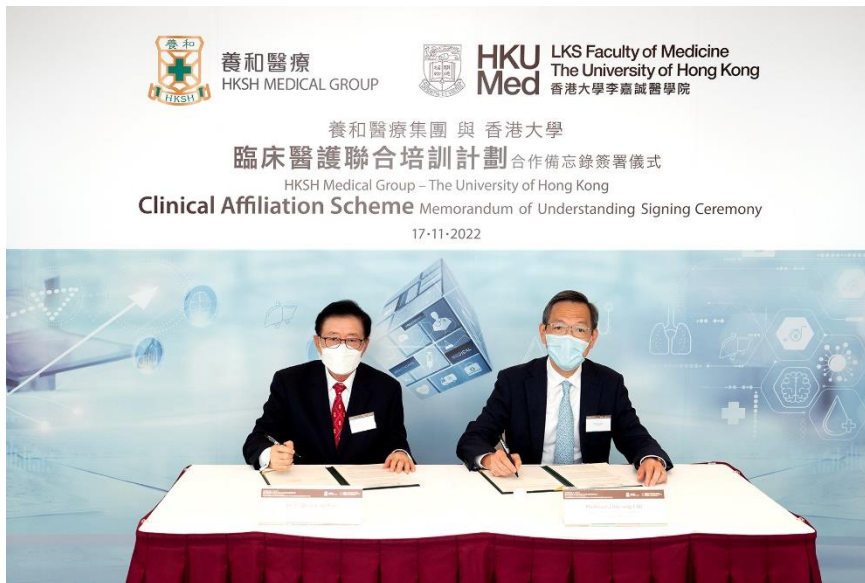 養和
HKSH
養和醫療
HKSH MEDICAL GROUP
HKU
Med
LKS Faculty of Medicine
The University of Hong Kong
香港大學李嘉誠醫學院
養和醫療集團 與 香港大學
臨床醫護聯合培訓計劃 合作備忘錄簽署儀式
HKSH Medical Group – The University of Hong Kong
Clinical Affiliation Scheme Memorandum of Understanding Signing Ceremony
17·11·2022